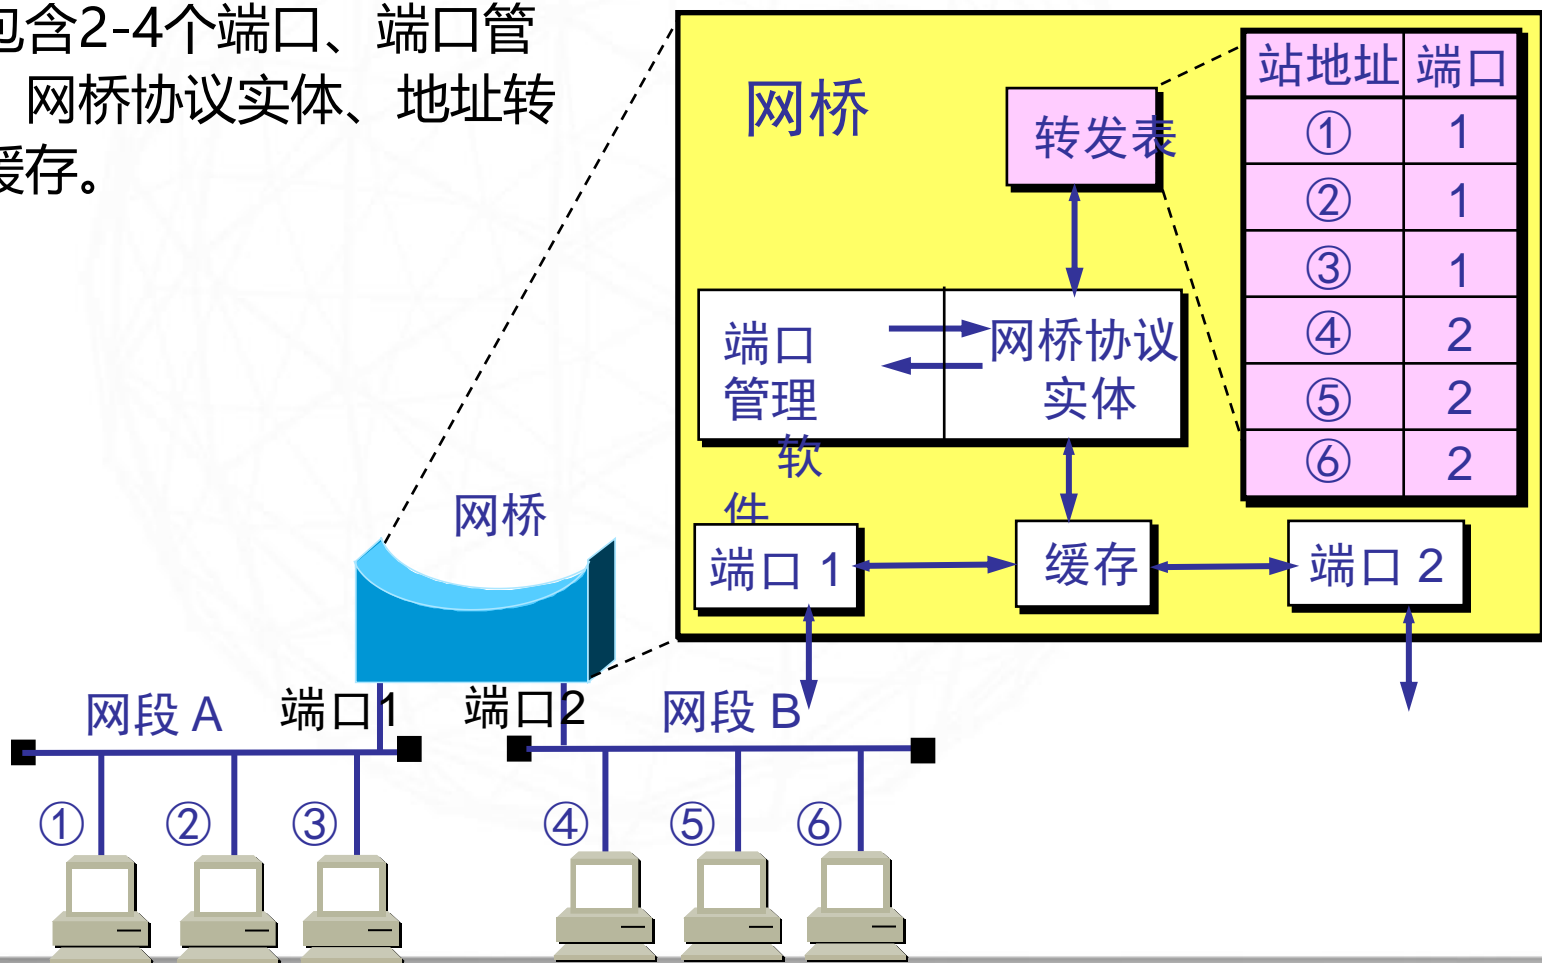 包含2-4个端口、端口管
网桥协议实体、地址转
缓存。
网桥
转发表
站地址 端口
① 1
② 1
③ 1
④ 2
⑤ 2
⑥ 2
端口
管理
软
件
网桥协议
实体
端口 1
缓存
端口 2
网桥
网段 A
端口1
端口2
网段 B
①
②
③
④
⑤
⑥